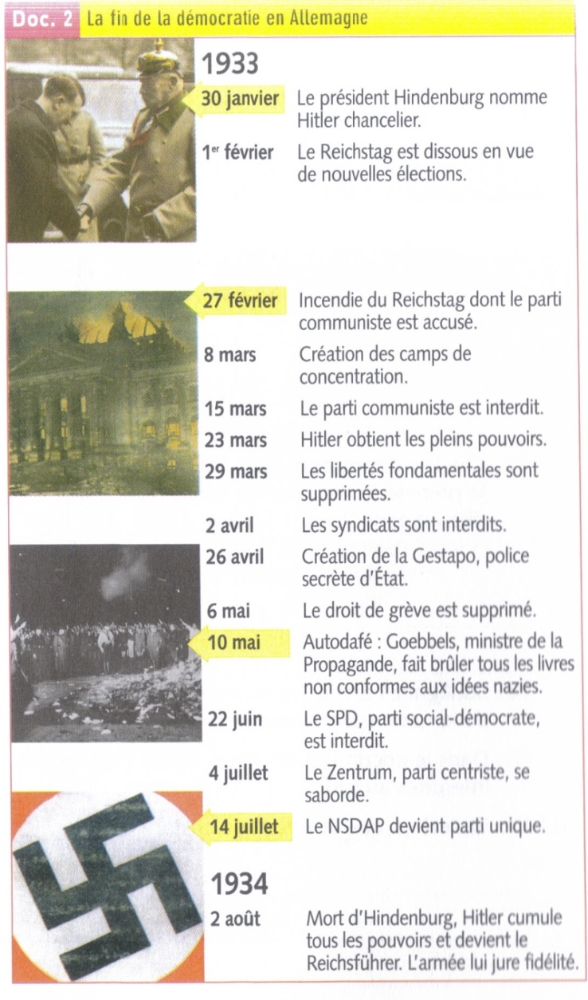 Doc. 2 La fin de la démocratie en Allemagne
1933
30 janvier Le président Hindenburg nomme
Hitler chancelier.
1er février Le Reichstag est dissous en vue
de nouvelles élections.
27 février Incendie du Reichstag dont le parti
communiste est accusé.
8 mars Création des camps de
concentration.
15 mars Le parti communiste est interdit.
23 mars Hitler obtient les pleins pouvoirs.
29 mars Les libertés fondamentales sont
supprimées.
2 avril Les syndicats sont interdits.
26 avril Création de la Gestapo, police
secrète d'État.
6 mai Le droit de grève est supprimé.
10 mai Autodafé : Goebbels, ministre de la
Propagande, fait brûler tous les livres
non conformes aux idées nazies.
22 juin Le SPD, parti social-démocrate,
est interdit.
4 juillet Le Zentrum, parti centriste, se
saborde.
14 juillet Le NSDAP devient parti unique.
1934
2 août Mort d'Hindenburg, Hitler cumule
tous les pouvoirs et devient le
Reichsführer. L'armée lui jure fidélité.